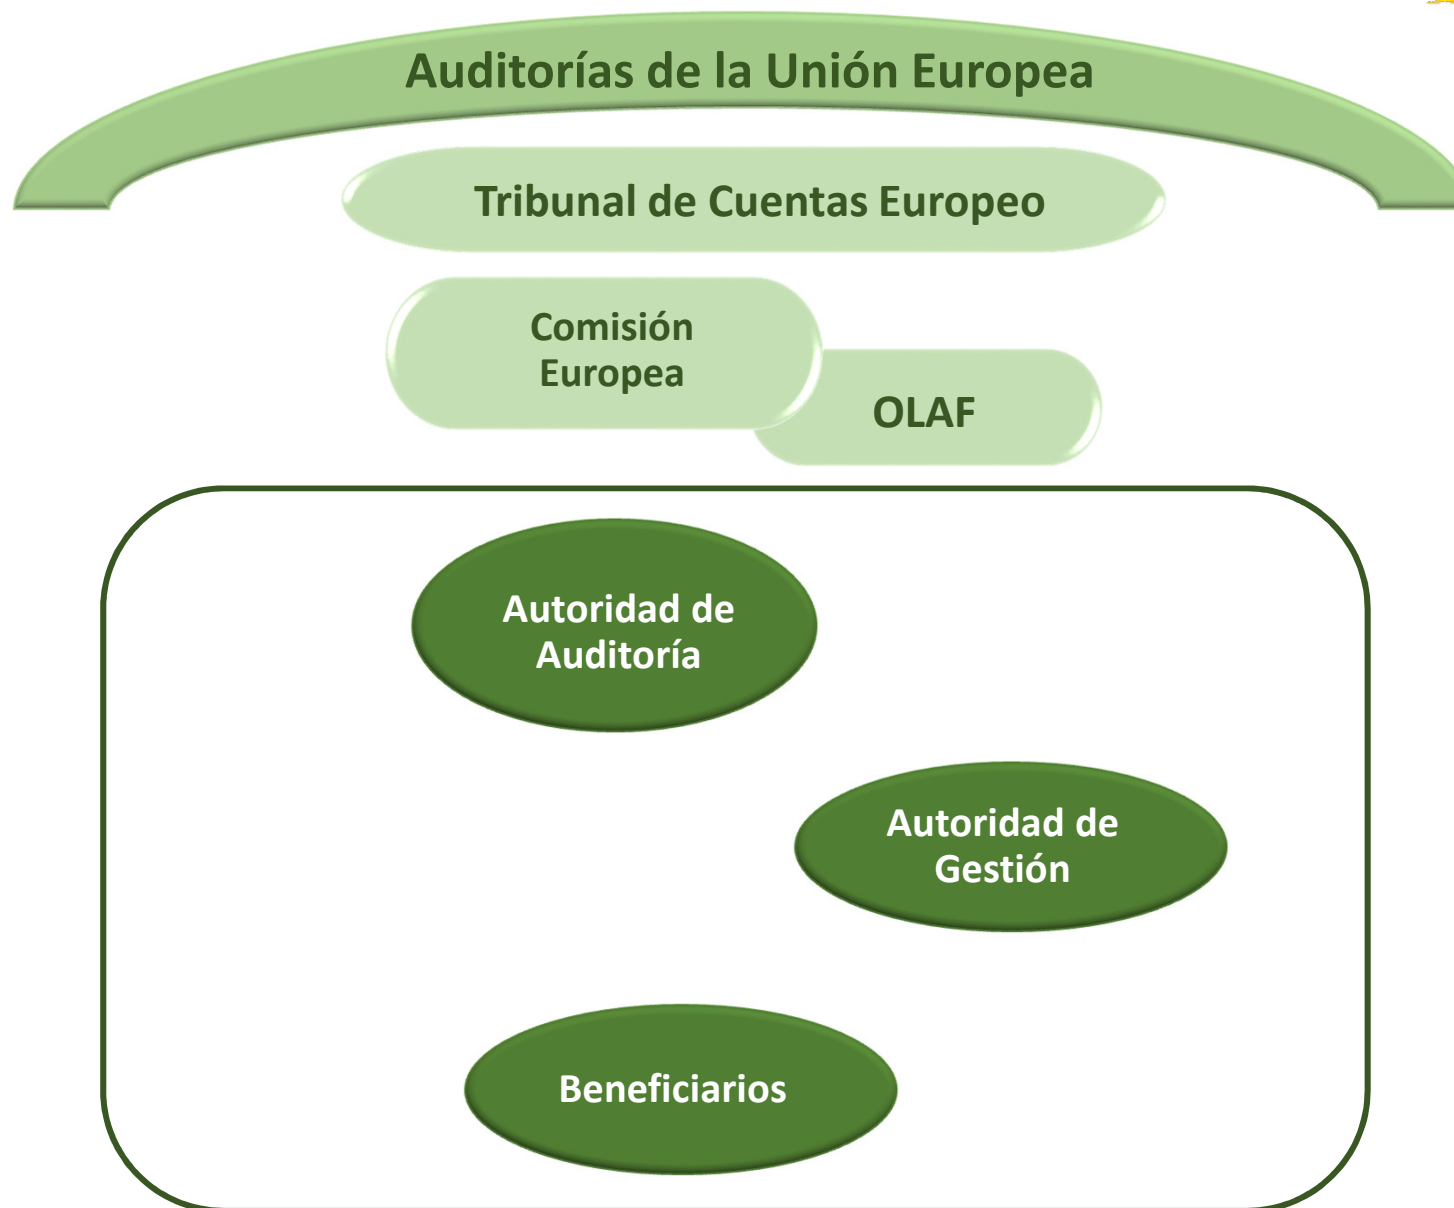 Auditorías de la Unión Europea
Tribunal de Cuentas Europeo
Comisión
Europea
OLAF
Autoridad de
Auditoría
Autoridad de
Gestión
Beneficiarios